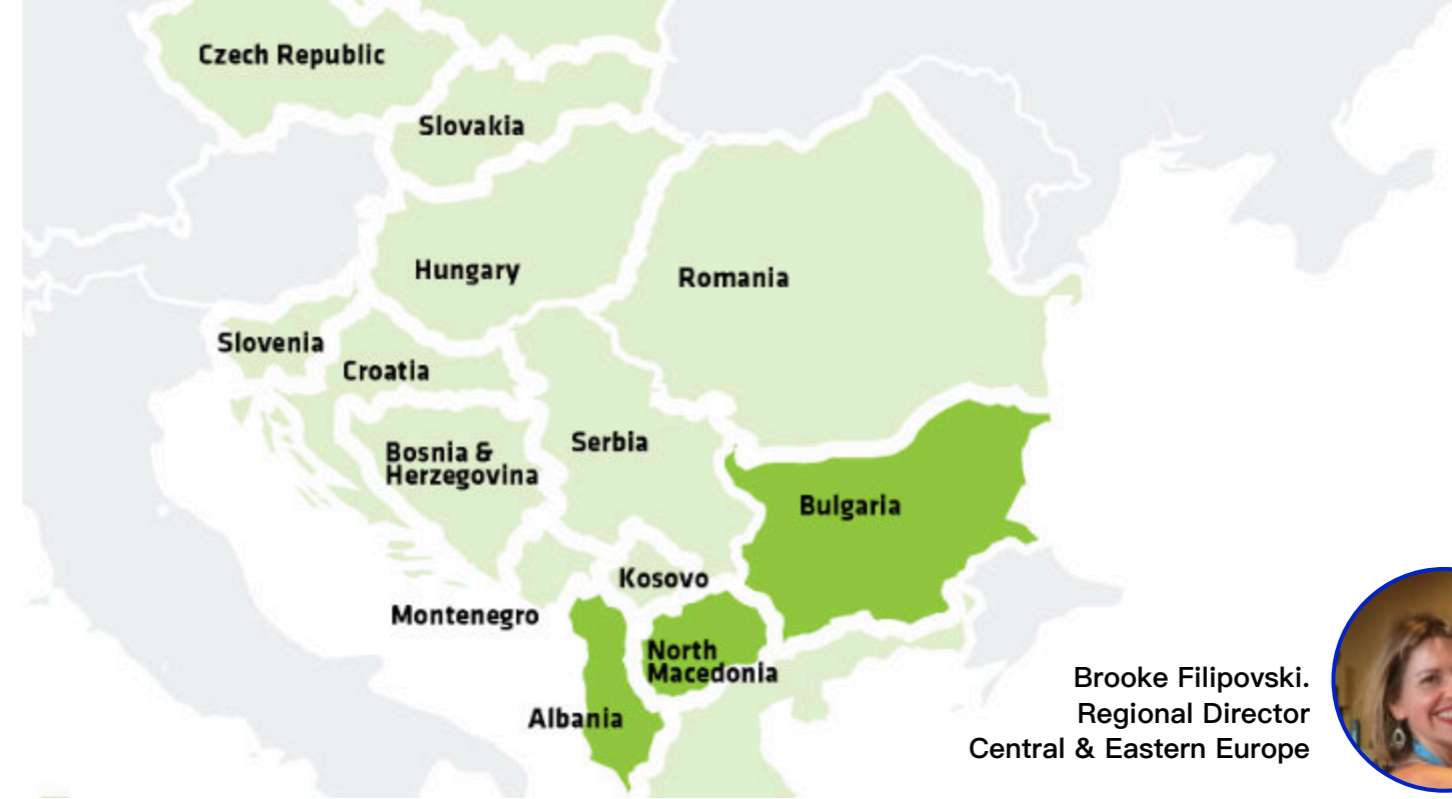 Czech Republic
Slovakia
Hungary
Romania
Slovenia
Croatia
Bosnia &
Herzegovina
Serbia
Bulgaria
Kosovo
Montenegro
North
Macedonia
Albania
Brooke Filipovski.
Regional Director
Central & Eastern Europe